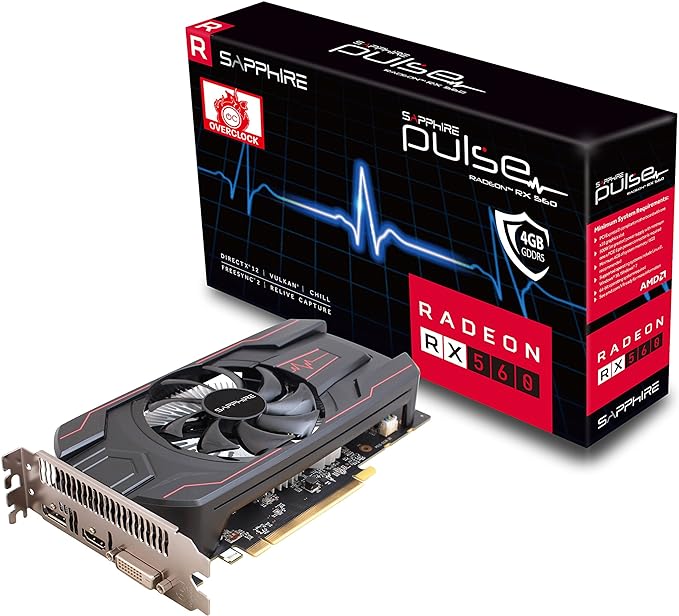 R
SAPPHIRE
OC
OVERCLOCK
SAPPHIRE
PULSE
RADEON™ RX 560
4GB
GDDR5
DIRECTX® 12 | VULKAN® | CHILL
FREESYNC™ 2 | RELIVE CAPTURE
RADEON
RX 560
SAPPHIRE
PULSE
RADEON™ RX 560
Minimum System Requirements:
AMD
RADEON
RX 560
SAPPHIRE
SAPPHIRE